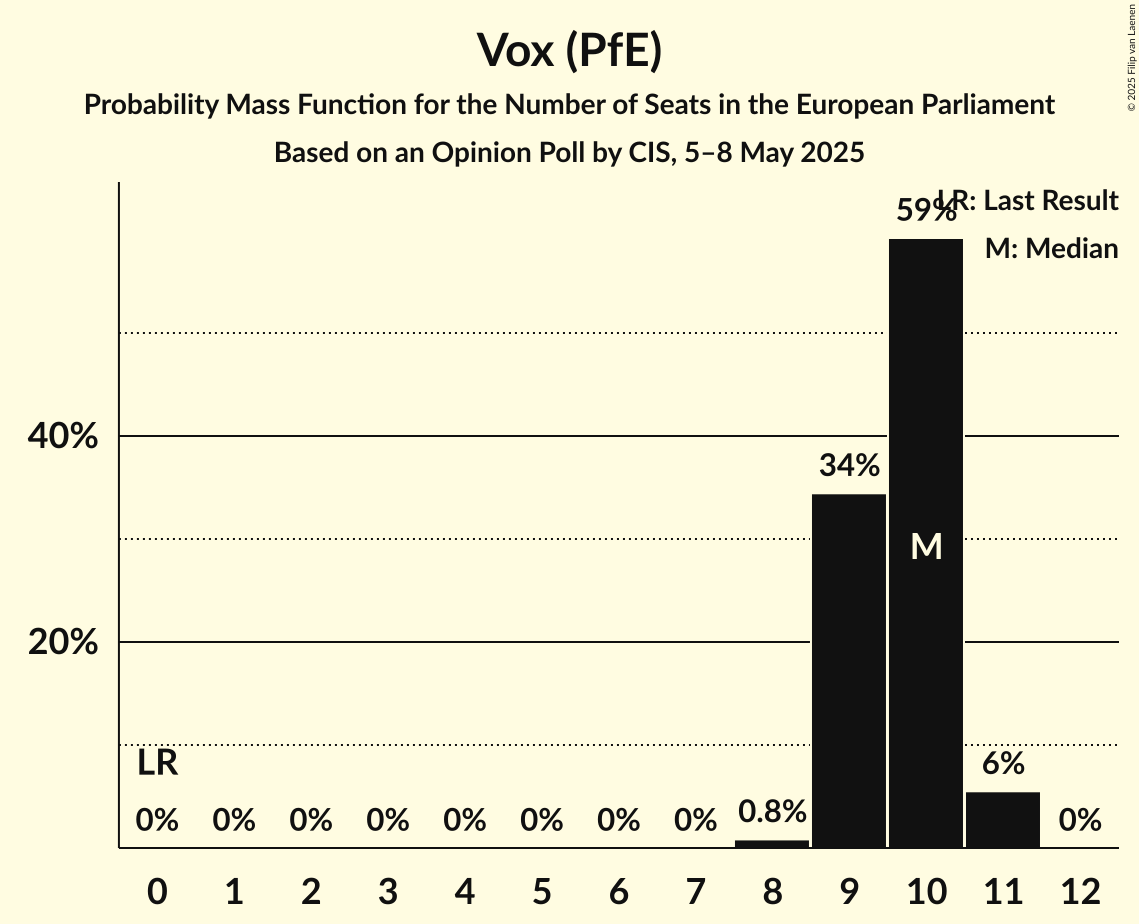 © 2025 Filip van Laenen
Vox (PfE)
Probability Mass Function for the Number of Seats in the European Parliament
Based on an Opinion Poll by CIS, 5–8 May 2025
LR: Last Result
M: Median
59%
40%
34%
M
20%
LR
6%
0% 0% 0% 0% 0% 0% 0% 0% 0.8% 0%
0 1 2 3 4 5 6 7 8 9 10 11 12